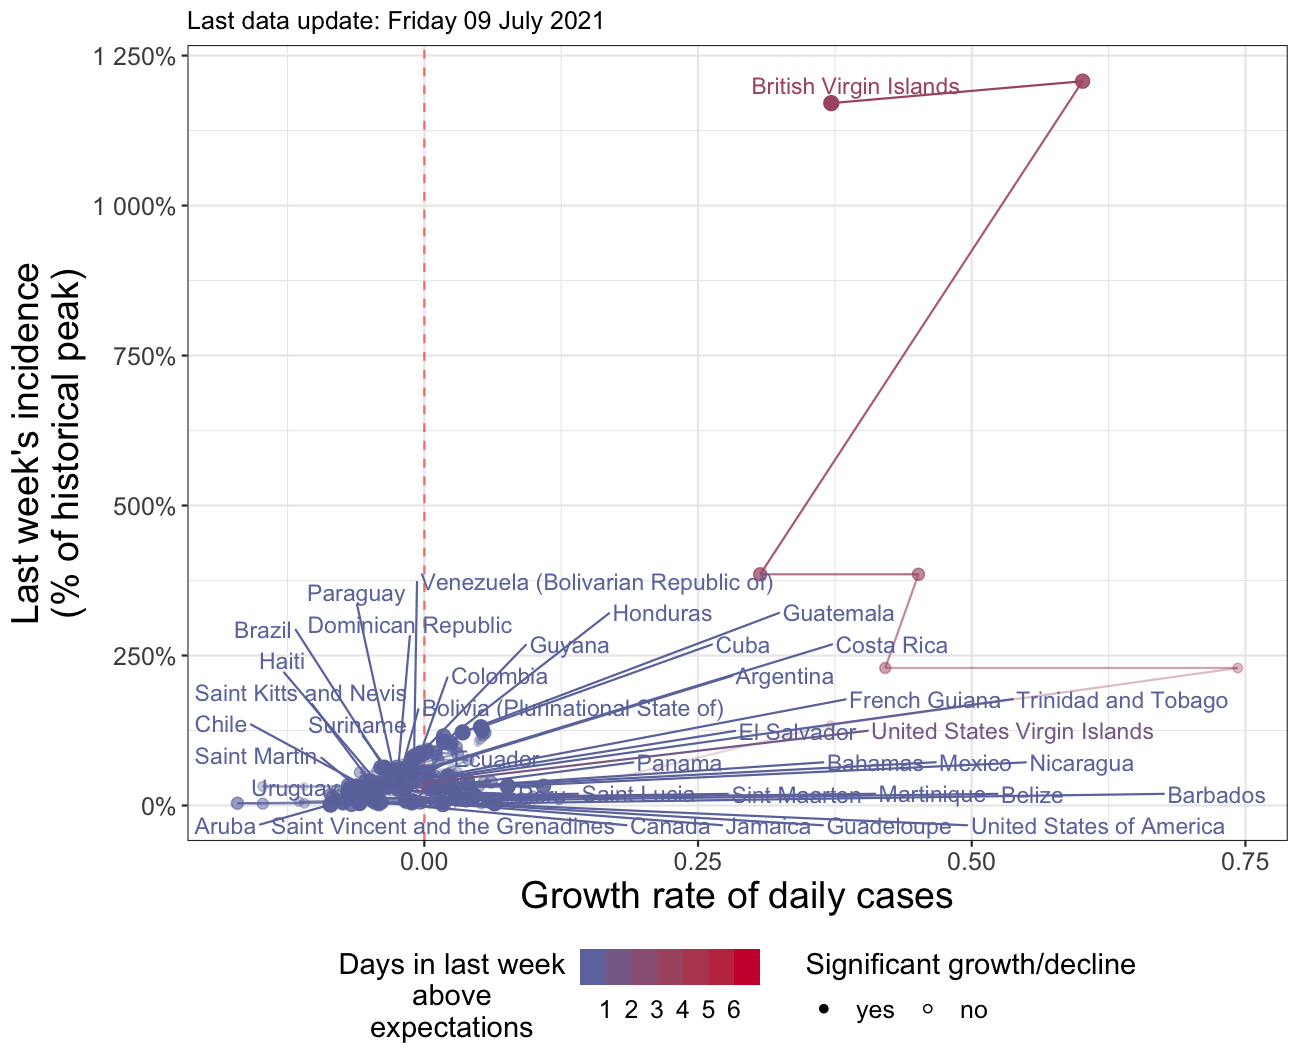 Last data update: Friday 09 July 2021
1 250%
1 000%
750%
500%
250%
0%
Last week's incidence
(% of historical peak)
British Virgin Islands
Venezuela (Bolivarian Republic of)
Paraguay
Honduras
Guatemala
Brazil
Dominican Republic
Guyana
Cuba
Costa Rica
Haiti
Colombia
Argentina
Saint Kitts and Nevis
French Guiana
Trinidad and Tobago
Bolivia (Plurinational State of)
Chile
Suriname
El Salvador
United States Virgin Islands
Saint Martin
Ecuador
Panama
Bahamas
Mexico
Nicaragua
Uruguay
Saint Lucia
Sint Maarten
Martinique
Belize
Barbados
Aruba
Saint Vincent and the Grenadines
Canada
Jamaica
Guadeloupe
United States of America
0.00
0.25
0.50
0.75
Growth rate of daily cases
Days in last week
above
expectations
1 2 3 4 5 6
Significant growth/decline
yes
no